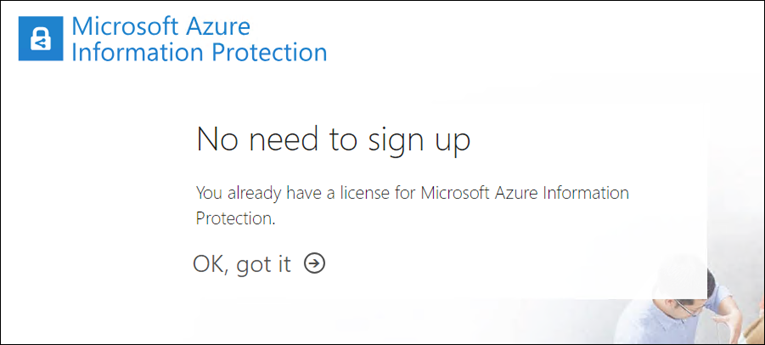 Microsoft Azure
Information Protection
No need to sign up
You already have a license for Microsoft Azure Information
Protection.
OK, got it